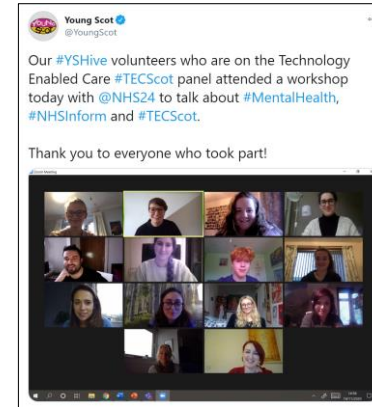 Young Scot
@YoungScot
Our #YSHive volunteers who are on the Technology
Enabled Care #TECScot panel attended a workshop
today with @NHS24 to talk about #MentalHealth,
#NHSInform and #TECScot.
Thank you to everyone who took part!